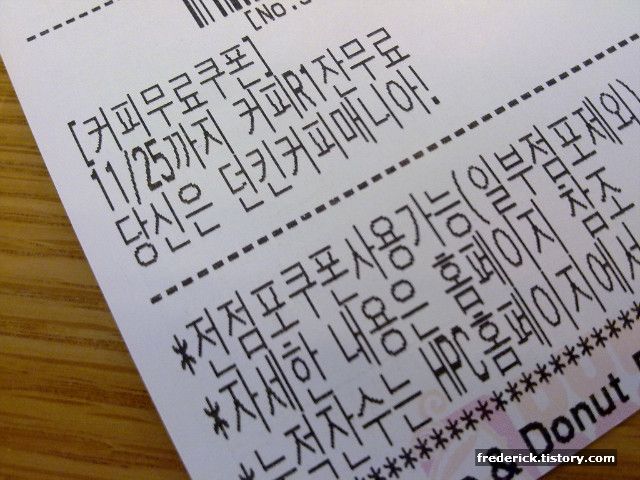 [No.
[커피무료쿠폰]
11/25까지 커피R1잔무료
당신은 던킨커피매니아!
*전점포쿠폰사용가능(일부점포제외)
*자세한 내용은 홈페이지 참조
*누적잔수는 HPC홈페이지에서
*********************
& Donut
frederick.tistory.com